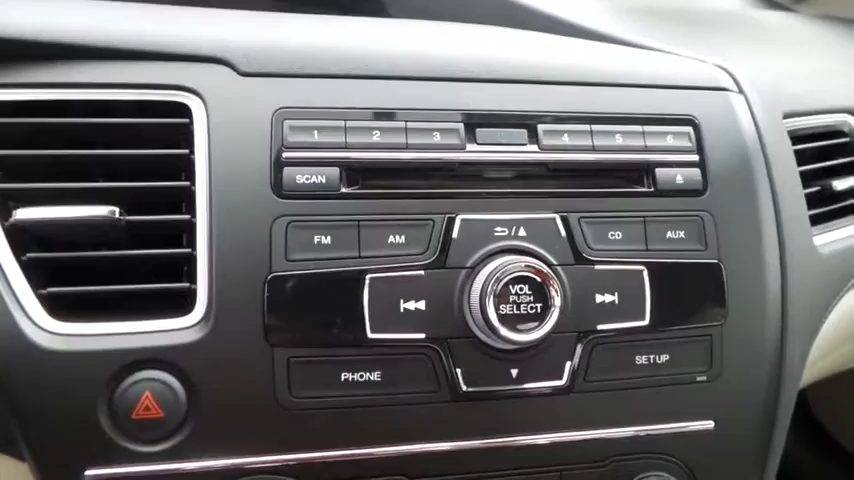 1 2 3 4 5 6
SCAN
FM AM CD AUX
VOL
PUSH
SELECT
PHONE SETUP